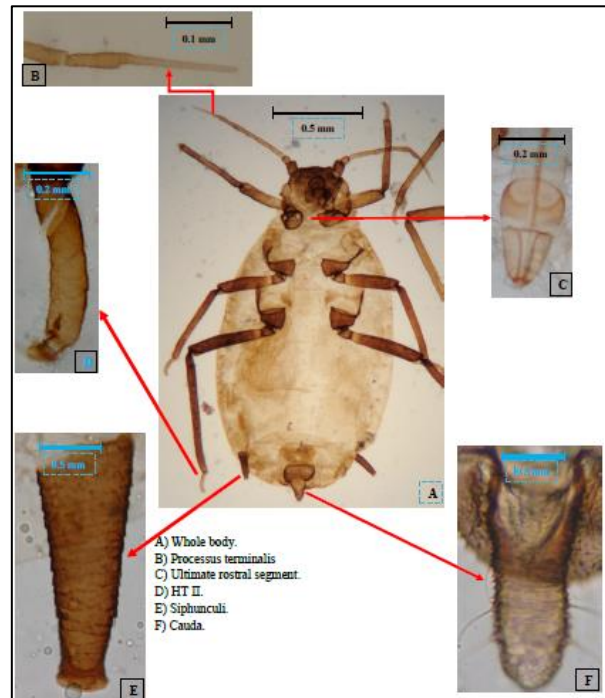 0.1 mm
B
0.5 mm
0.2 mm
C
0.2 mm
D
A
0.5 mm
E
A) Whole body.
B) Processus terminalis
C) Ultimate rostral segment.
D) HT II.
E) Siphunculi.
F) Cauda.
F